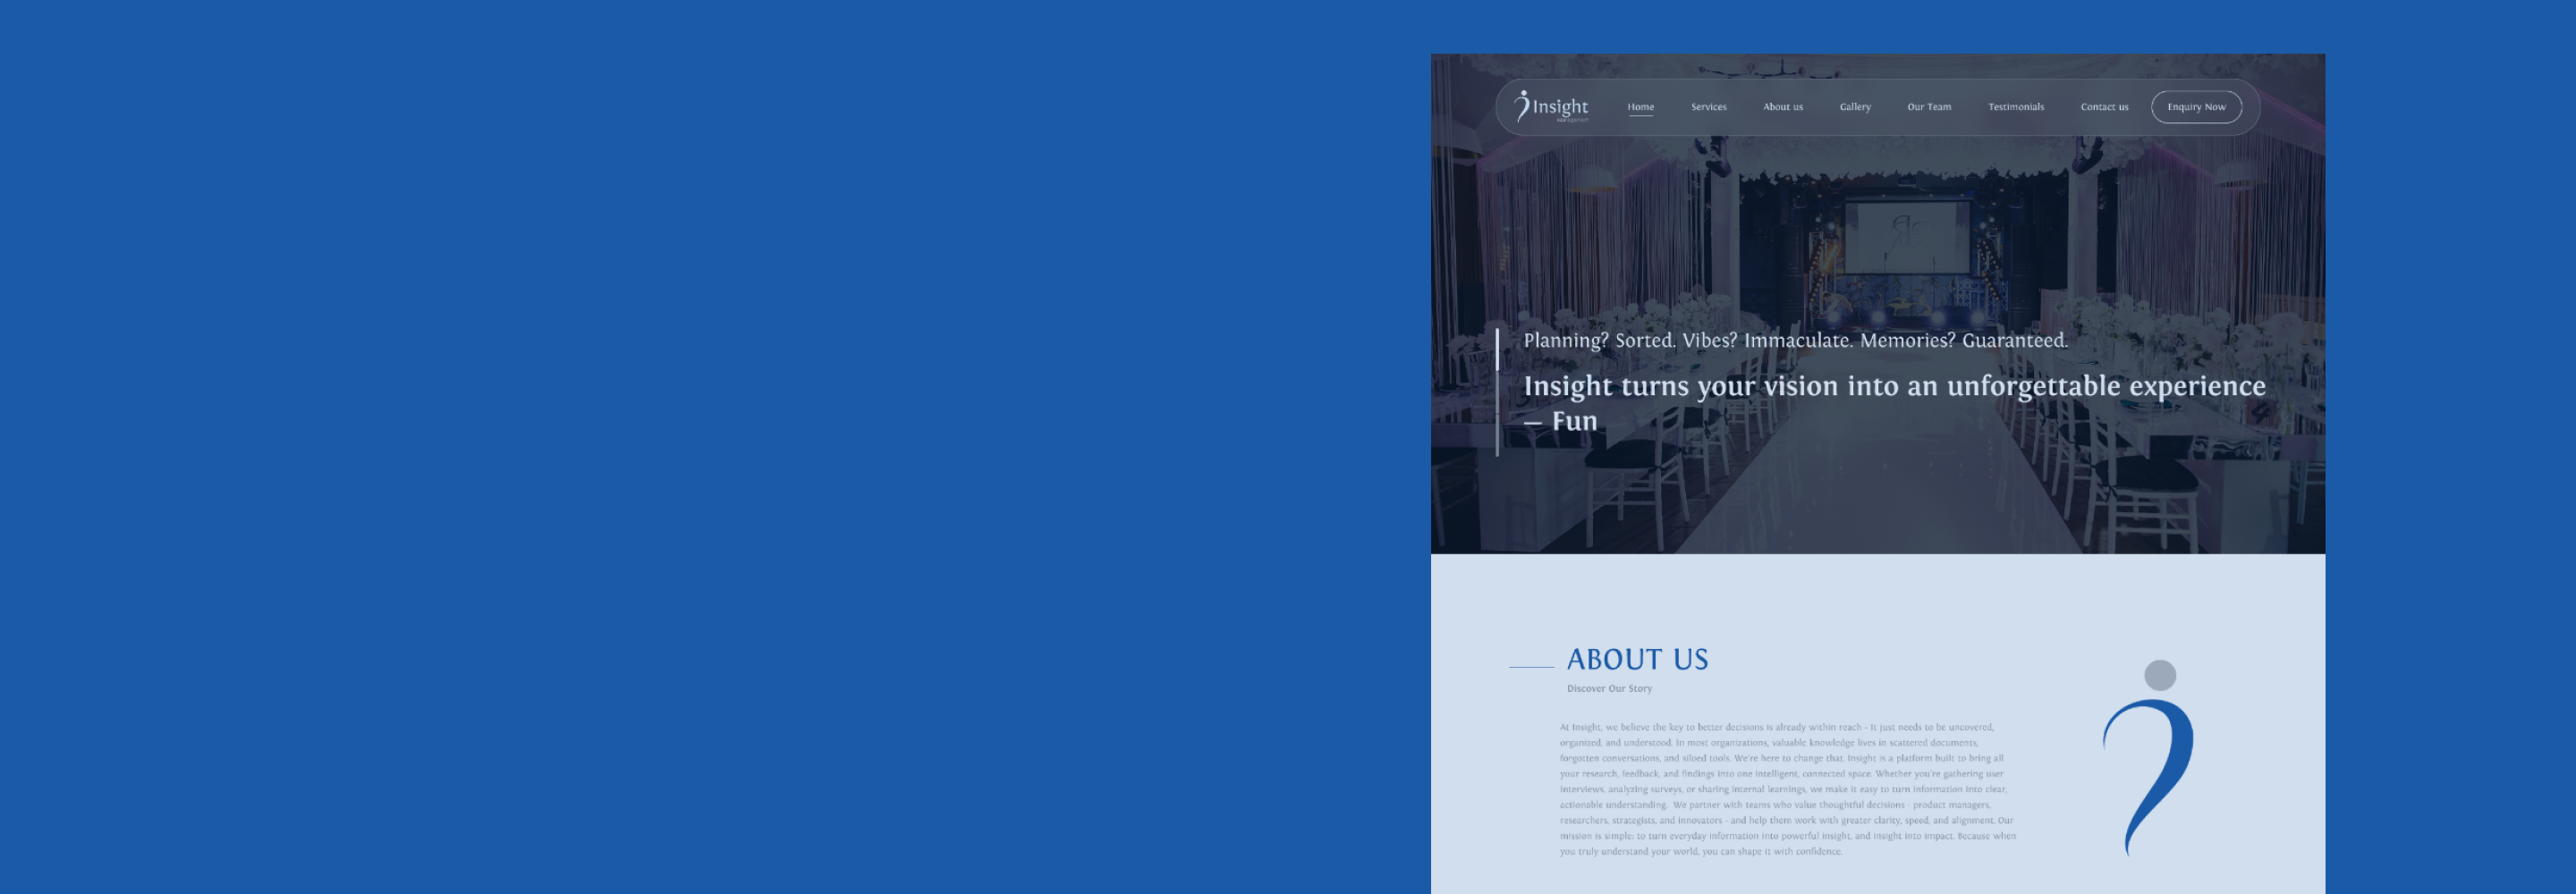 Insight
management
Home Services About us Gallery Our Team Testimonials Contact us Enquiry Now
Planning? Sorted. Vibes? Immaculate. Memories? Guaranteed.
Insight turns your vision into an unforgettable experience
— Fun
ABOUT US
Discover Our Story
At Insight, we believe the key to better decisions is already within reach - it just needs to be uncovered,
organized, and understood. In most organizations, valuable knowledge lives in scattered documents,
forgotten conversations, and siloed tools. We're here to change that. Insight is a platform built to bring all
your research, feedback, and findings into one intelligent, connected space. Whether you're gathering user
interviews, analyzing surveys, or sharing internal learnings, we make it easy to turn information into clear,
actionable understanding. We partner with teams who value thoughtful decisions - product managers,
researchers, strategists, and innovators - and help them work with greater clarity, speed, and alignment. Our
mission is simple: to turn everyday information into powerful insight, and insight into impact. Because when
you truly understand your world, you can shape it with confidence.